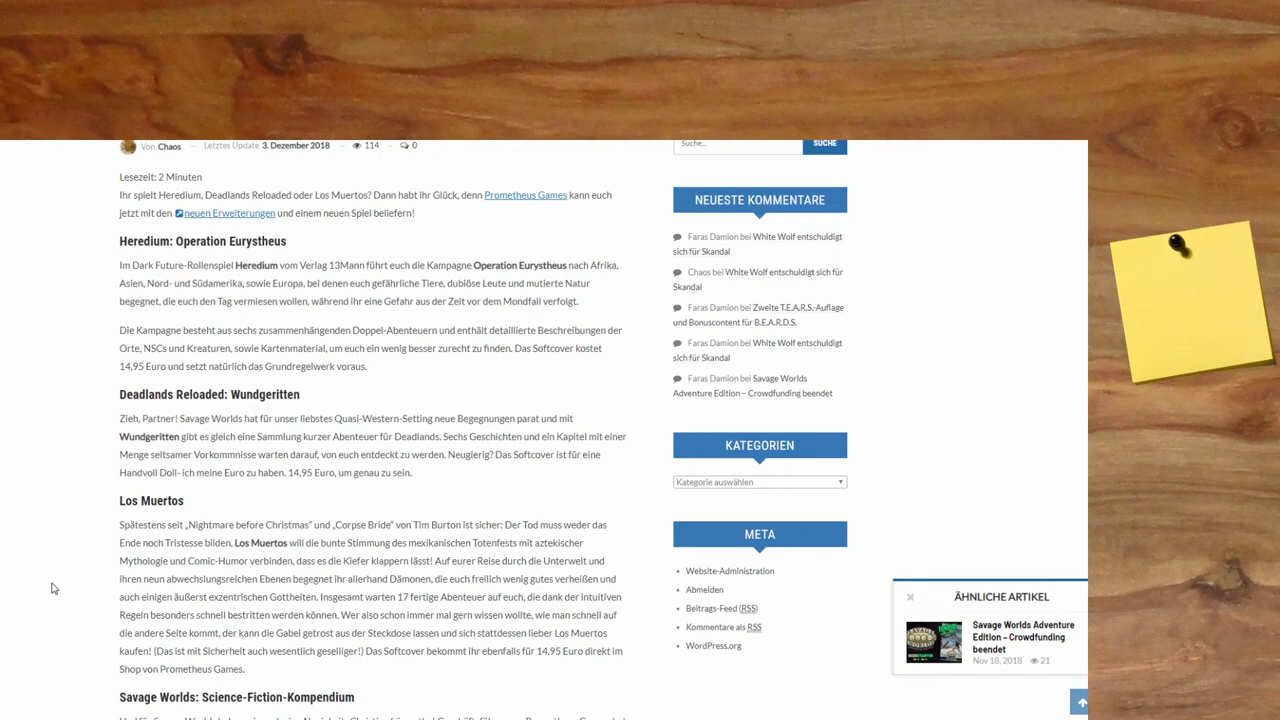 Von Chaos — Letztes Update 3. Dezember 2018 — 114 — 0
Lesezeit: 2 Minuten
Ihr spielt Heredium, Deadlands Reloaded oder Los Muertos? Dann habt ihr Glück, denn Prometheus Games kann euch
jetzt mit den neuen Erweiterungen und einem neuen Spiel beliefern!
Heredium: Operation Eurystheus
Im Dark Future-Rollenspiel Heredium vom Verlag 13Mann führt euch die Kampagne Operation Eurystheus nach Afrika,
Asien, Nord- und Südamerika, sowie Europa, bei denen euch gefährliche Tiere, dubiöse Leute und mutierte Natur
begegnet, die euch den Tag vermiesen wollen, während ihr eine Gefahr aus der Zeit vor dem Mondfall verfolgt.
Die Kampagne besteht aus sechs zusammenhängenden Doppel-Abenteuern und enthält detaillierte Beschreibungen der
Orte, NSCs und Kreaturen, sowie Kartenmaterial, um euch ein wenig besser zurecht zu finden. Das Softcover kostet
14,95 Euro und setzt natürlich das Grundregelwerk voraus.
Deadlands Reloaded: Wundgeritten
Zieh, Partner! Savage Worlds hat für unser liebstes Quasi-Western-Setting neue Begegnungen parat und mit
Wundgeritten gibt es gleich eine Sammlung kurzer Abenteuer für Deadlands. Sechs Geschichten und ein Kapitel mit einer
Menge seltsamer Vorkommnisse warten darauf, von euch entdeckt zu werden. Neugierig? Das Softcover ist für eine
Handvoll Doll- ich meine Euro zu haben. 14,95 Euro, um genau zu sein.
Los Muertos
Spätestens seit „Nightmare before Christmas“ und „Corpse Bride“ von Tim Burton ist sicher: Der Tod muss weder das
Ende noch Tristesse bilden. Los Muertos will die bunte Stimmung des mexikanischen Totenfests mit aztekischer
Mythologie und Comic-Humor verbinden, dass es die Kiefer klappern lässt! Auf eurer Reise durch die Unterwelt und
ihren neun abwechslungsreichen Ebenen begegnet ihr allerhand Dämonen, die euch freilich wenig gutes verheißen und
auch einigen äußerst exzentrischen Gottheiten. Insgesamt warten 17 fertige Abenteuer auf euch, die dank der intuitiven
Regeln besonders schnell bestritten werden können. Wer also schon immer mal gern wissen wollte, wie man schnell auf
die andere Seite kommt, der kann die Gabel getrost aus der Steckdose lassen und sich stattdessen lieber Los Muertos
kaufen! (Das ist mit Sicherheit auch wesentlich geselliger!) Das Softcover bekommt ihr ebenfalls für 14,95 Euro direkt im
Shop von Prometheus Games.
Savage Worlds: Science-Fiction-Kompendium
Suche...
SUCHE
NEUESTE KOMMENTARE
Faras Damion bei White Wolf entschuldigt
sich für Skandal
Chaos bei White Wolf entschuldigt sich für
Skandal
Faras Damion bei Zweite T.E.A.R.S.-Auflage
und Bonuscontent für B.E.A.R.D.S.
Faras Damion bei White Wolf entschuldigt
sich für Skandal
Faras Damion bei Savage Worlds
Adventure Edition – Crowdfunding beendet
KATEGORIEN
Kategorie auswählen
META
Website-Administration
Abmelden
Beitrags-Feed (RSS)
Kommentare als RSS
WordPress.org
ÄHNLICHE ARTIKEL
Savage Worlds Adventure
Edition – Crowdfunding
beendet
Nov 18, 2018 21